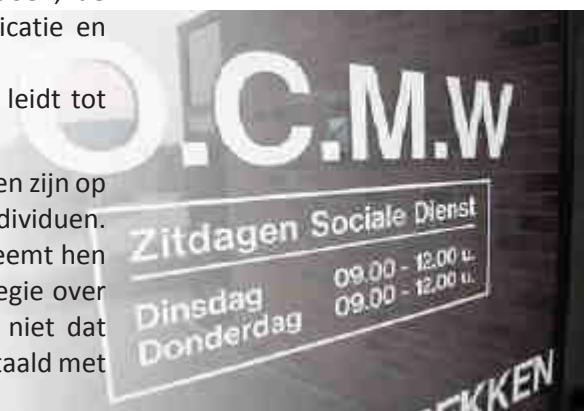 icatie en
leidt tot
en zijn op
dividuen.
eemt hen
egie over
niet dat
taald met
O.C.M.W
Zitdagen Sociale Dienst
Dinsdag 09.00 - 12.00 u.
Donderdag 09.00 - 12.00 u.
EKKEN